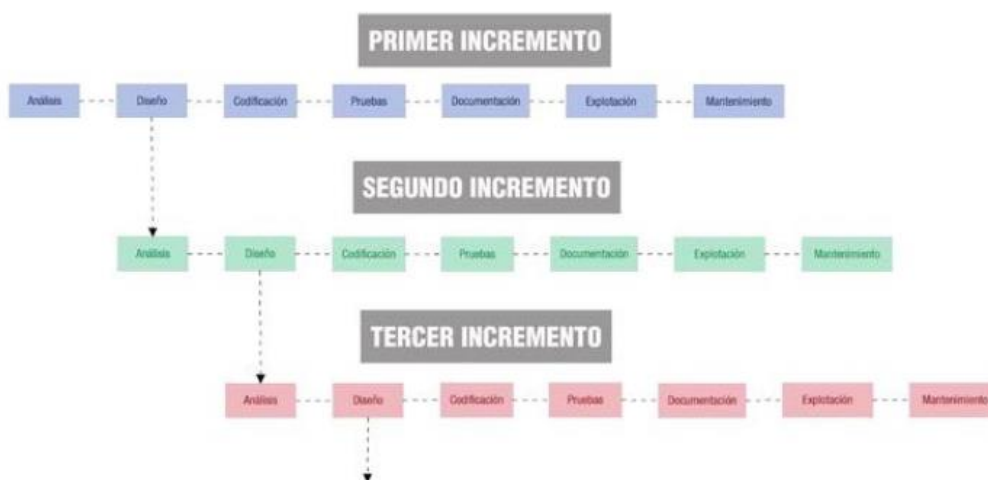 PRIMER INCREMENTO
Análisis Diseño Codificación Pruebas Documentación Explotación Mantenimiento
SEGUNDO INCREMENTO
Análisis Diseño Codificación Pruebas Documentación Explotación Mantenimiento
TERCER INCREMENTO
Análisis Diseño Codificación Pruebas Documentación Explotación Mantenimiento